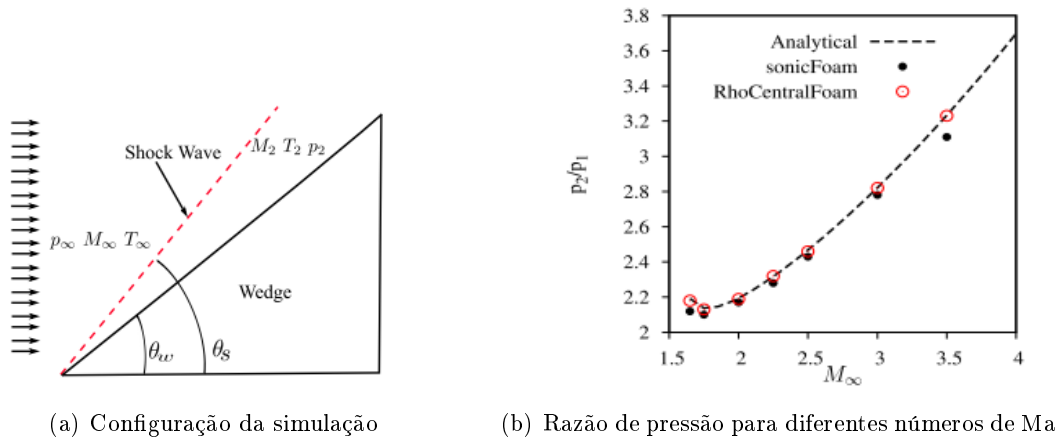 Shock Wave
M₂ T₂ p₂
p∞ M∞ T∞
Wedge
θw
θs
(a) Configuração da simulação
3.8
3.6
3.4
3.2
3
2.8
2.6
2.4
2.2
2
p₂/p₁
Analytical
sonicFoam
RhoCentralFoam
1.5 2 2.5 3 3.5 4
M∞
(b) Razão de pressão para diferentes números de Ma